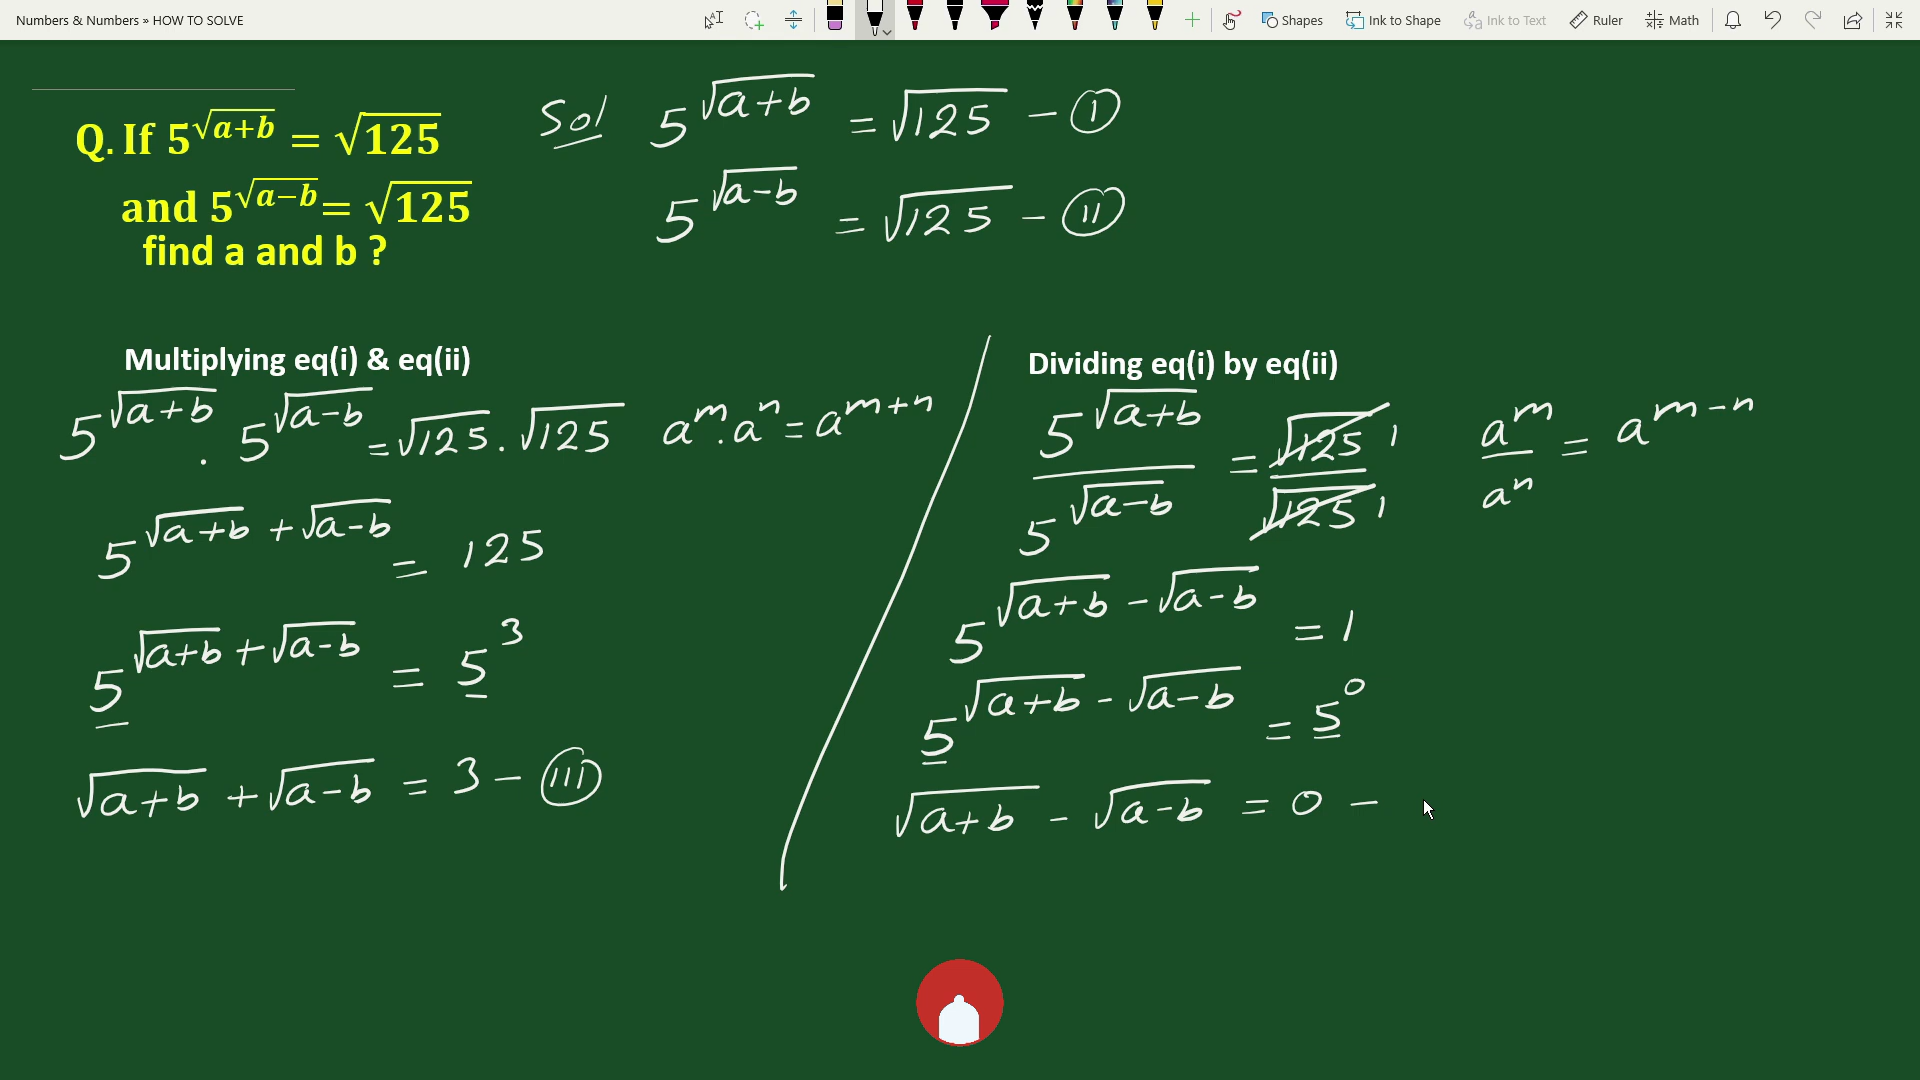 Numbers & Numbers » HOW TO SOLVE
Shapes Ink to Shape Ink to Text Ruler Math
Q. If 5^√(a+b) = √125
and 5^√(a−b) = √125
find a and b ?
Sol 5^√(a+b) = √125 – (I)
5^√(a−b) = √125 – (II)
Multiplying eq(i) & eq(ii)
5^√(a+b) . 5^√(a−b) = √125 . √125 a^m . a^n = a^(m+n)
5^(√(a+b) + √(a−b)) = 125
5^(√(a+b) + √(a−b)) = 5^3
√(a+b) + √(a−b) = 3 – (III)
Dividing eq(i) by eq(ii)
5^√(a+b) / 5^√(a−b) = √125 1 / √125 1 a^m / a^n = a^(m−n)
5^(√(a+b) − √(a−b)) = 1
5^(√(a+b) − √(a−b)) = 5^0
√(a+b) − √(a−b) = 0 –